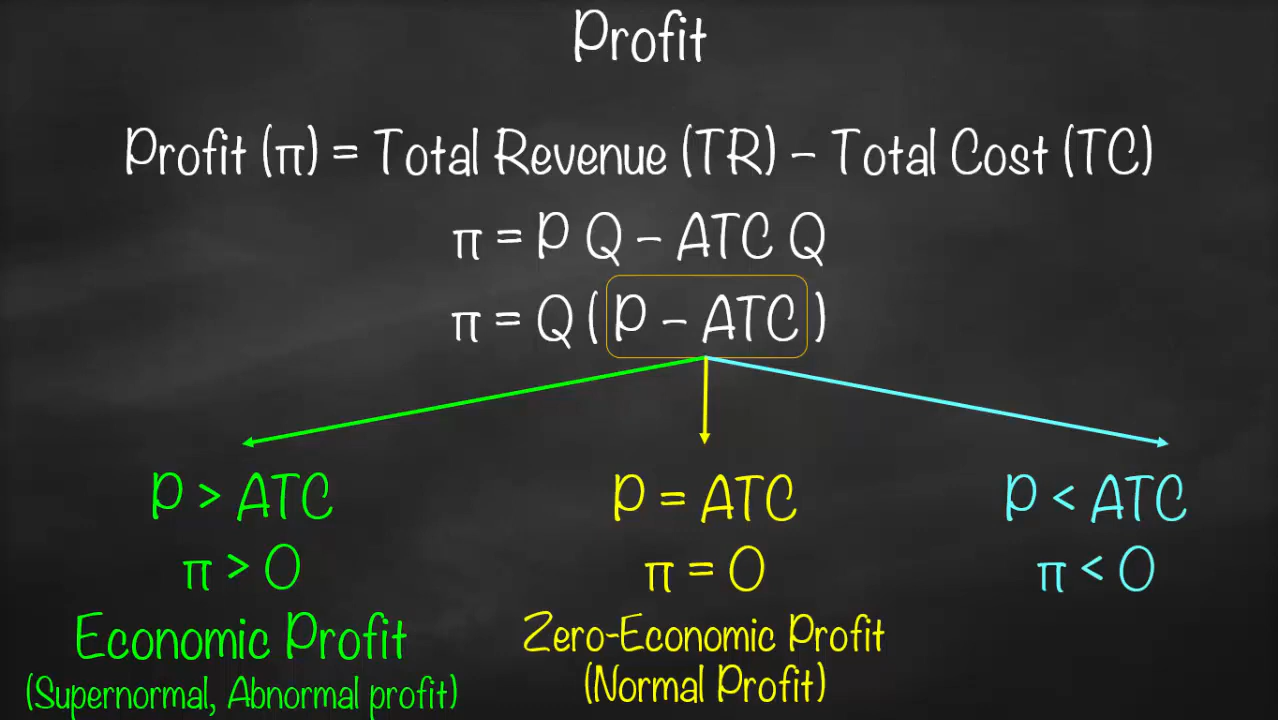 Profit
Profit (π) = Total Revenue (TR) – Total Cost (TC)
π = P Q – ATC Q
π = Q ( P – ATC )
P > ATC
π > 0
Economic Profit
(Supernormal, Abnormal profit)
P = ATC
π = 0
Zero-Economic Profit
(Normal Profit)
P < ATC
π < 0